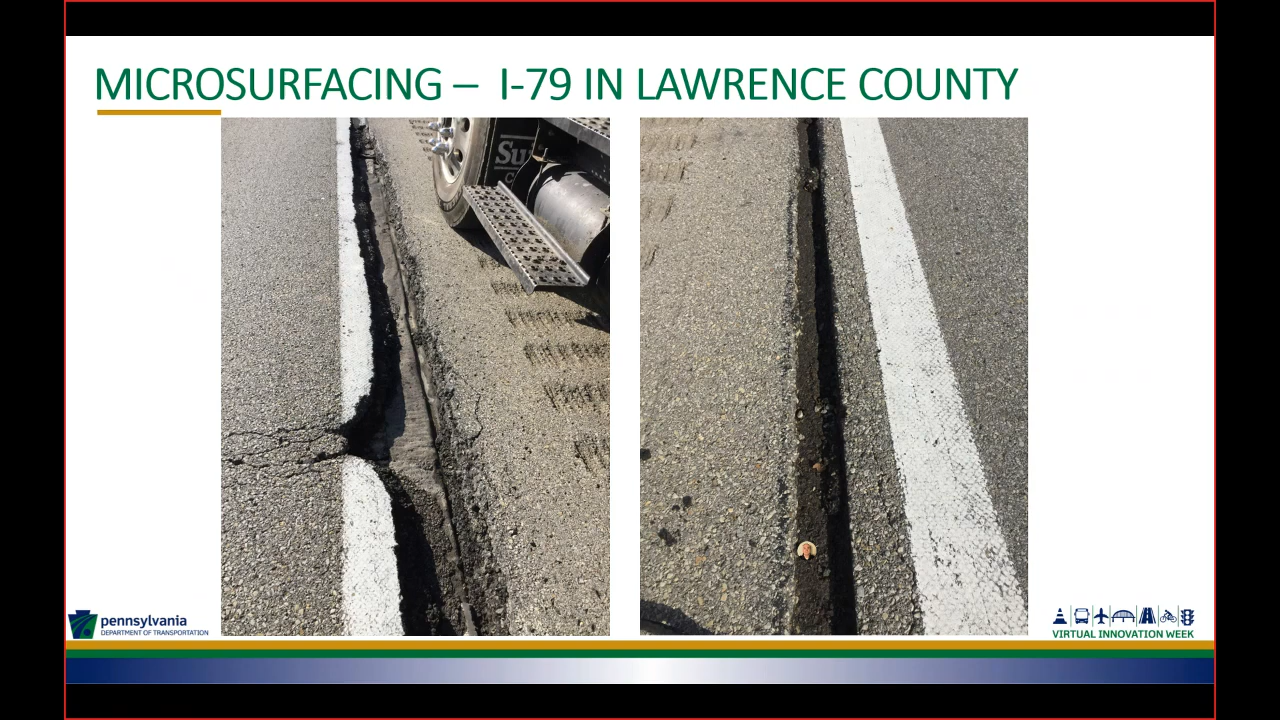 MICROSURFACING – I-79 IN LAWRENCE COUNTY
pennsylvania
DEPARTMENT OF TRANSPORTATION
VIRTUAL INNOVATION WEEK